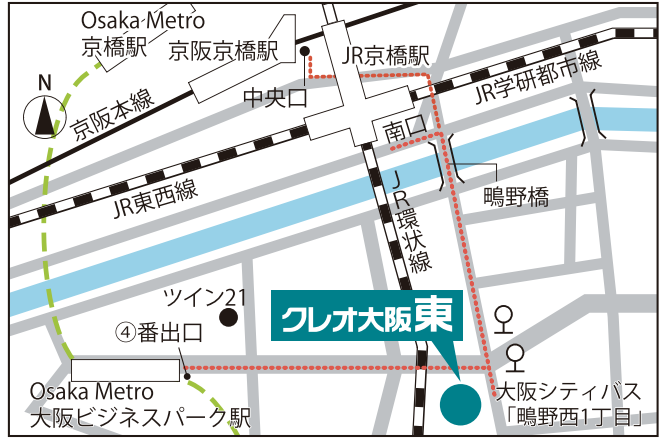 Osaka Metro
京橋駅
京阪京橋駅
JR京橋駅
中央口
N
京阪本線
JR学研都市線
南口
JR東西線
鴫野橋
JR環状線
ツイン21
クレオ大阪東
④番出口
Osaka Metro
大阪ビジネスパーク駅
大阪シティバス
「鴫野西1丁目」